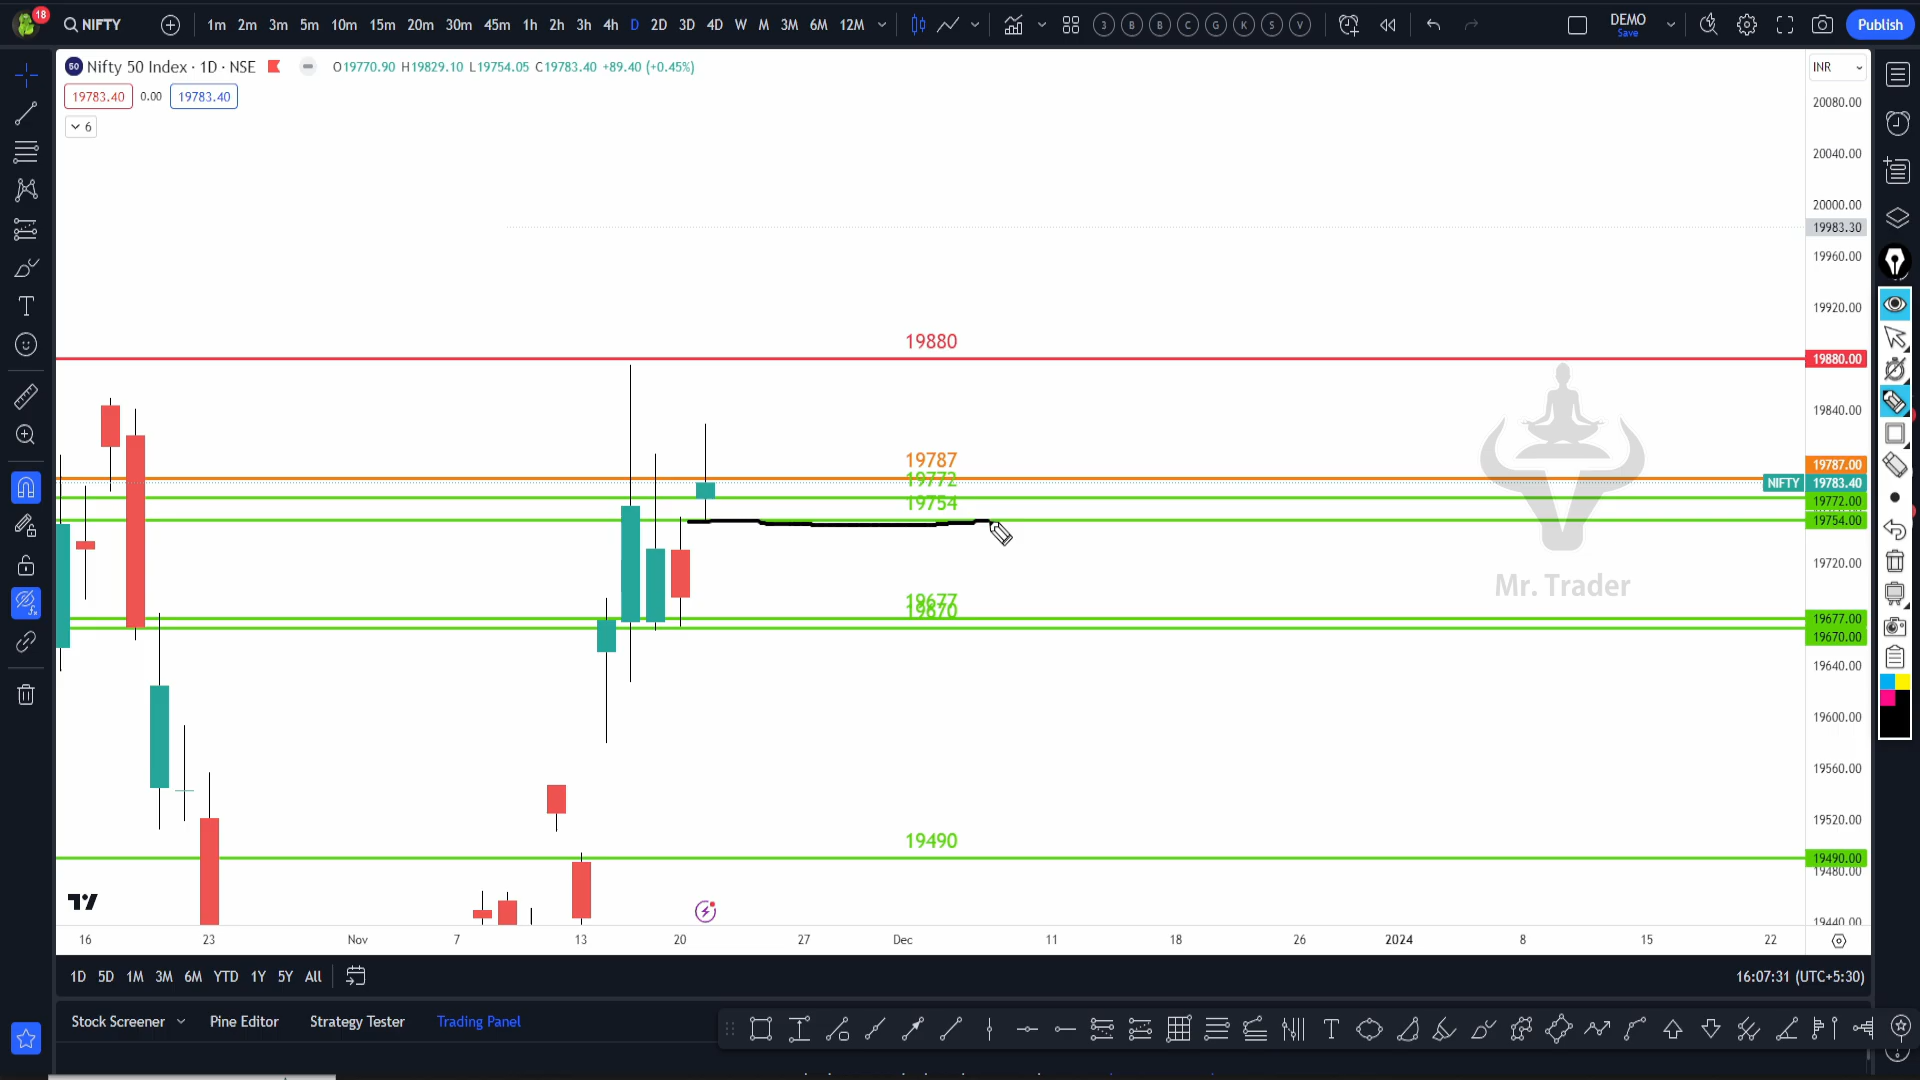 18
NIFTY
1m 2m 3m 5m 10m 15m 20m 30m 45m 1h 2h 3h 4h D 2D 3D 4D W M 3M 6M 12M
3 B B C G K S V
DEMO
Save
Publish
50 Nifty 50 Index · 1D · NSE
O19770.90 H19829.10 L19754.05 C19783.40 +89.40 (+0.45%)
INR
19783.40 0.00 19783.40
6
20080.00
20040.00
20000.00
19983.30
19960.00
19920.00
19880
19880.00
19840.00
19787
19787.00
19772
NIFTY 19783.40
19772.00
19754
19754.00
19720.00
Mr. Trader
19677
19670
19677.00
19670.00
19640.00
19600.00
19560.00
19520.00
19490
19490.00
19480.00
19440.00
16 23 Nov 7 13 20 27 Dec 11 18 26 2024 8 15 22
1D 5D 1M 3M 6M YTD 1Y 5Y All
16:07:31 (UTC+5:30)
Stock Screener Pine Editor Strategy Tester Trading Panel